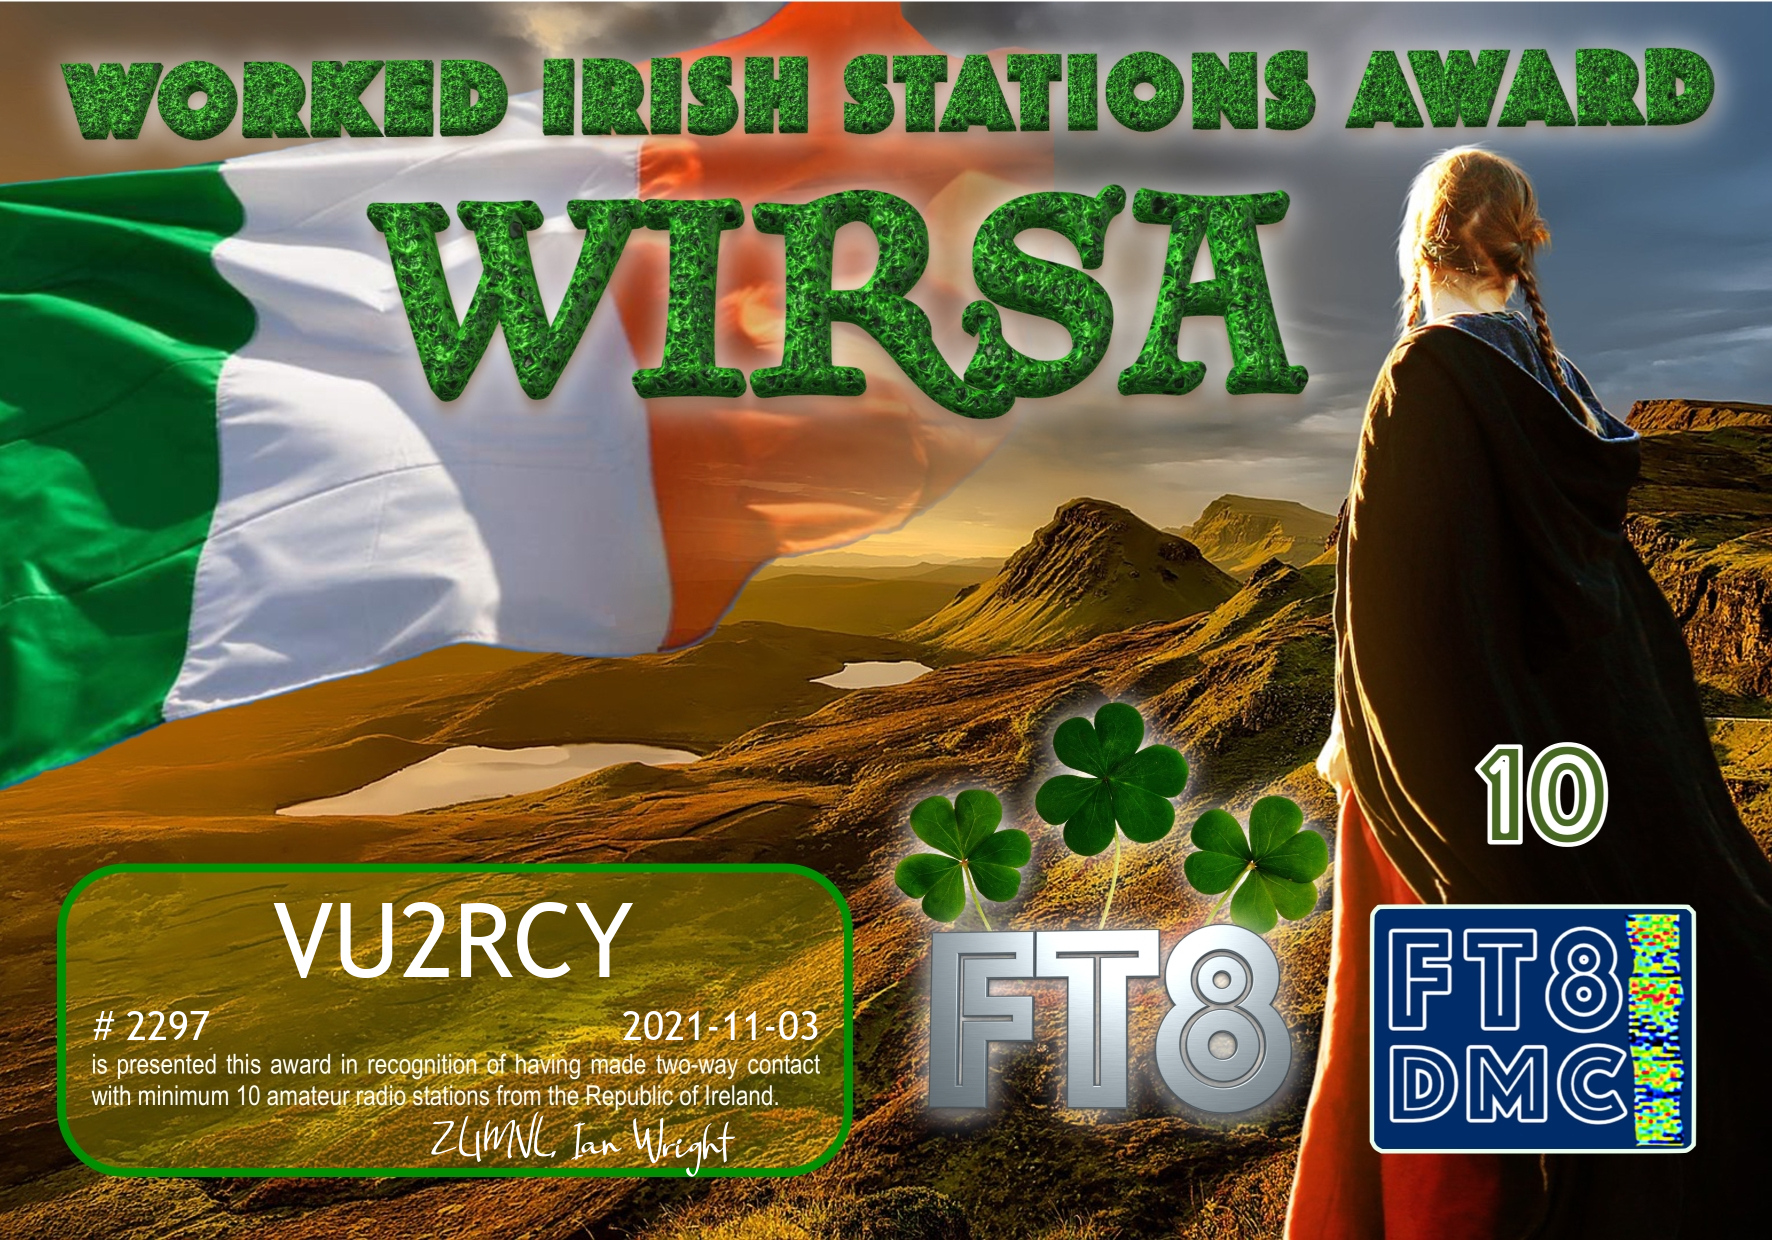 WORKED IRISH STATIONS AWARD
WIRSA
10
VU2RCY
# 2297 2021-11-03
is presented this award in recognition of having made two-way contact
with minimum 10 amateur radio stations from the Republic of Ireland.
ZL1MVL, Ian Wright
FT8
FT8
DMC